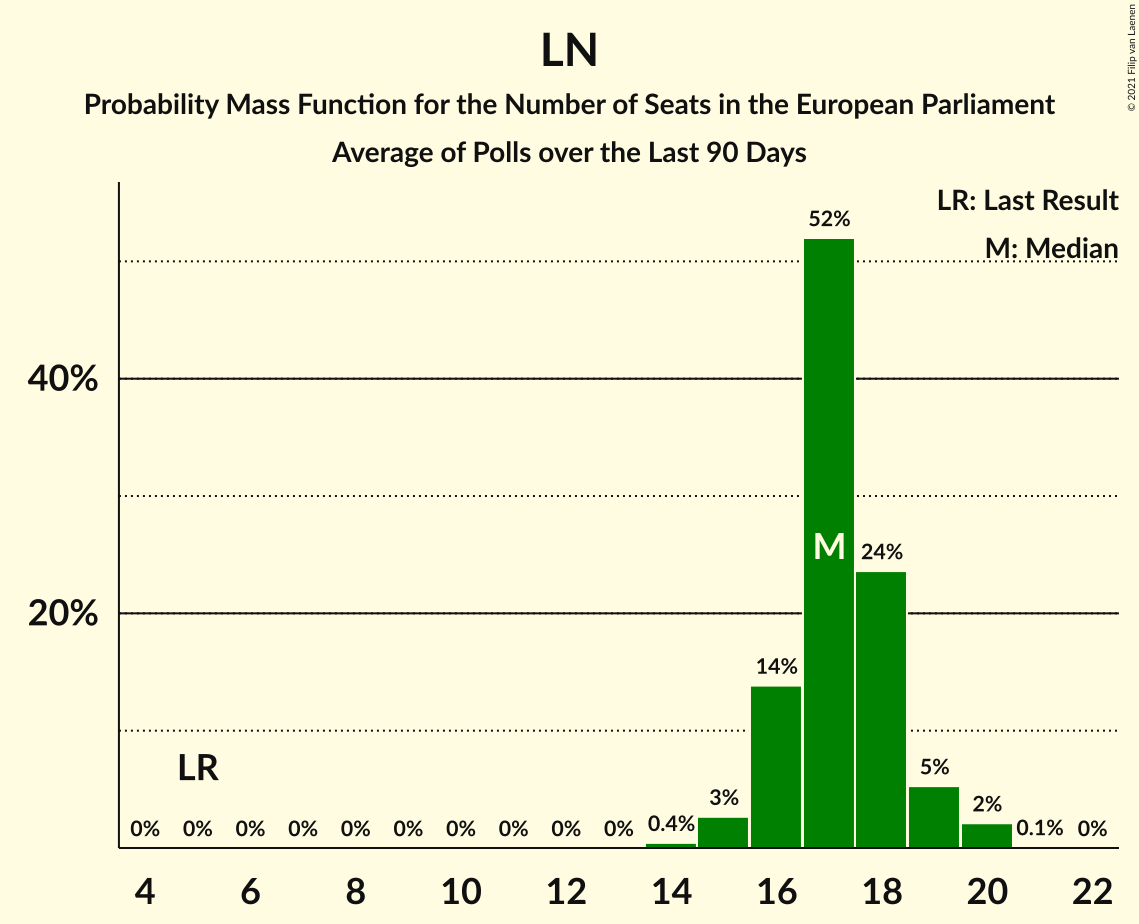 LN
Probability Mass Function for the Number of Seats in the European Parliament
Average of Polls over the Last 90 Days
© 2021 Filip van Laenen
LR: Last Result
M: Median
52%
40%
M
24%
20%
14%
LR
5%
3%
2%
0% 0% 0% 0% 0% 0% 0% 0% 0% 0% 0.4% 0.1% 0%
4 6 8 10 12 14 16 18 20 22